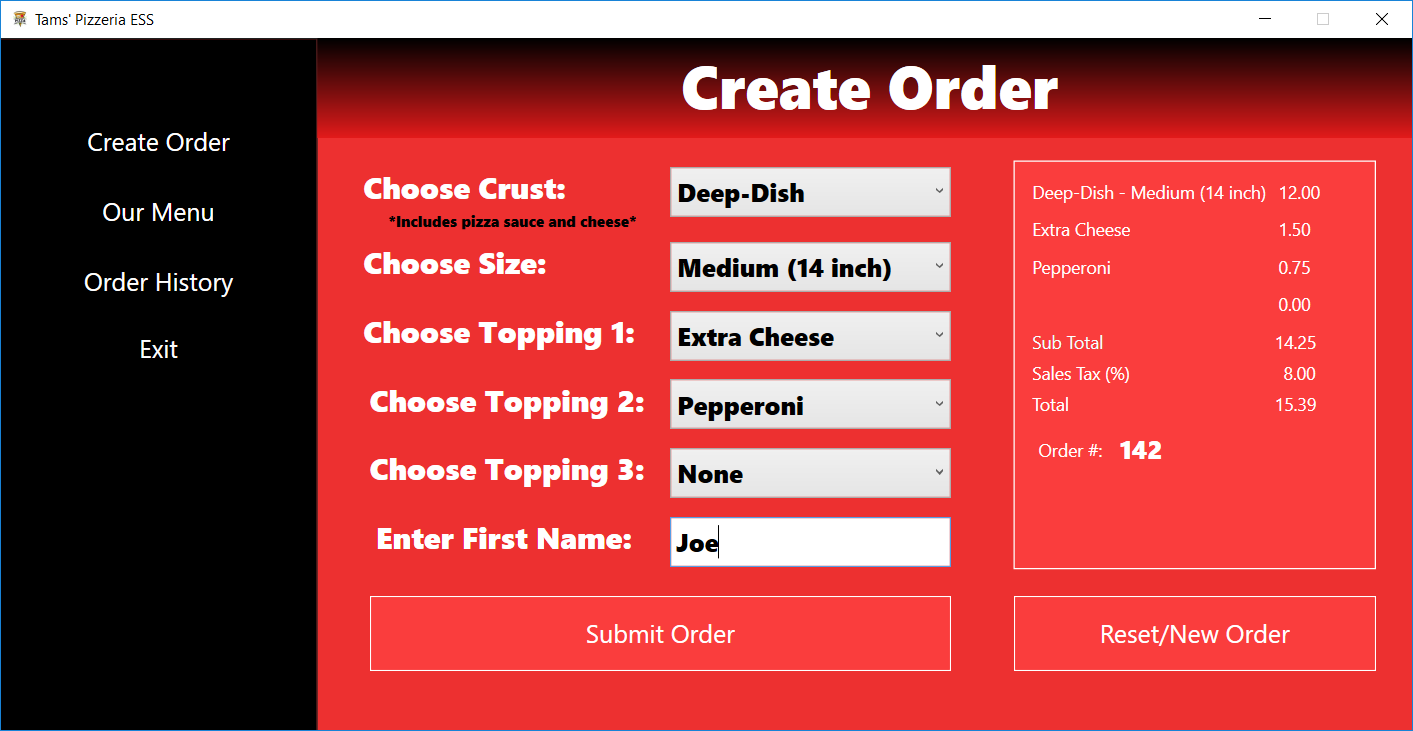 Tams' Pizzeria ESS
Create Order
Our Menu
Order History
Exit
Create Order
Choose Crust:
Deep-Dish
*Includes pizza sauce and cheese*
Choose Size:
Medium (14 inch)
Choose Topping 1:
Extra Cheese
Choose Topping 2:
Pepperoni
Choose Topping 3:
None
Enter First Name:
Joe
Submit Order
Deep-Dish - Medium (14 inch) 12.00
Extra Cheese 1.50
Pepperoni 0.75
0.00
Sub Total 14.25
Sales Tax (%) 8.00
Total 15.39
Order #: 142
Reset/New Order